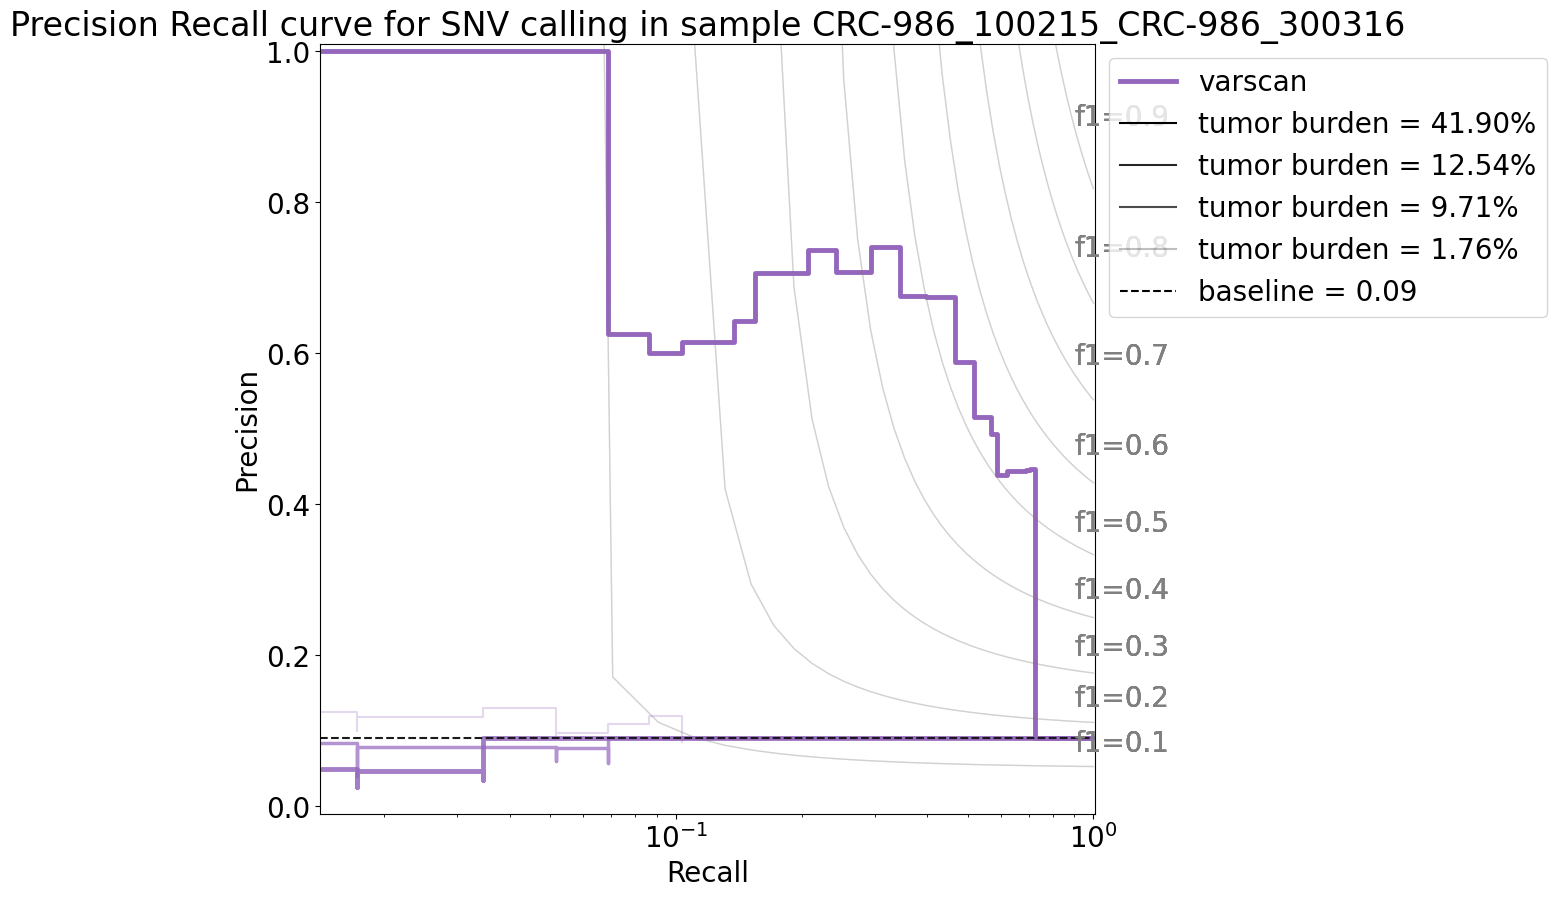 Precision Recall curve for SNV calling in sample CRC-986_100215_CRC-986_300316
varscan
tumor burden = 41.90%
tumor burden = 12.54%
tumor burden = 9.71%
tumor burden = 1.76%
baseline = 0.09
f1=0.9
f1=0.8
f1=0.7
f1=0.6
f1=0.5
f1=0.4
f1=0.3
f1=0.2
f1=0.1
1.0
0.8
0.6
0.4
0.2
0.0
Precision
10⁻¹
10⁰
Recall